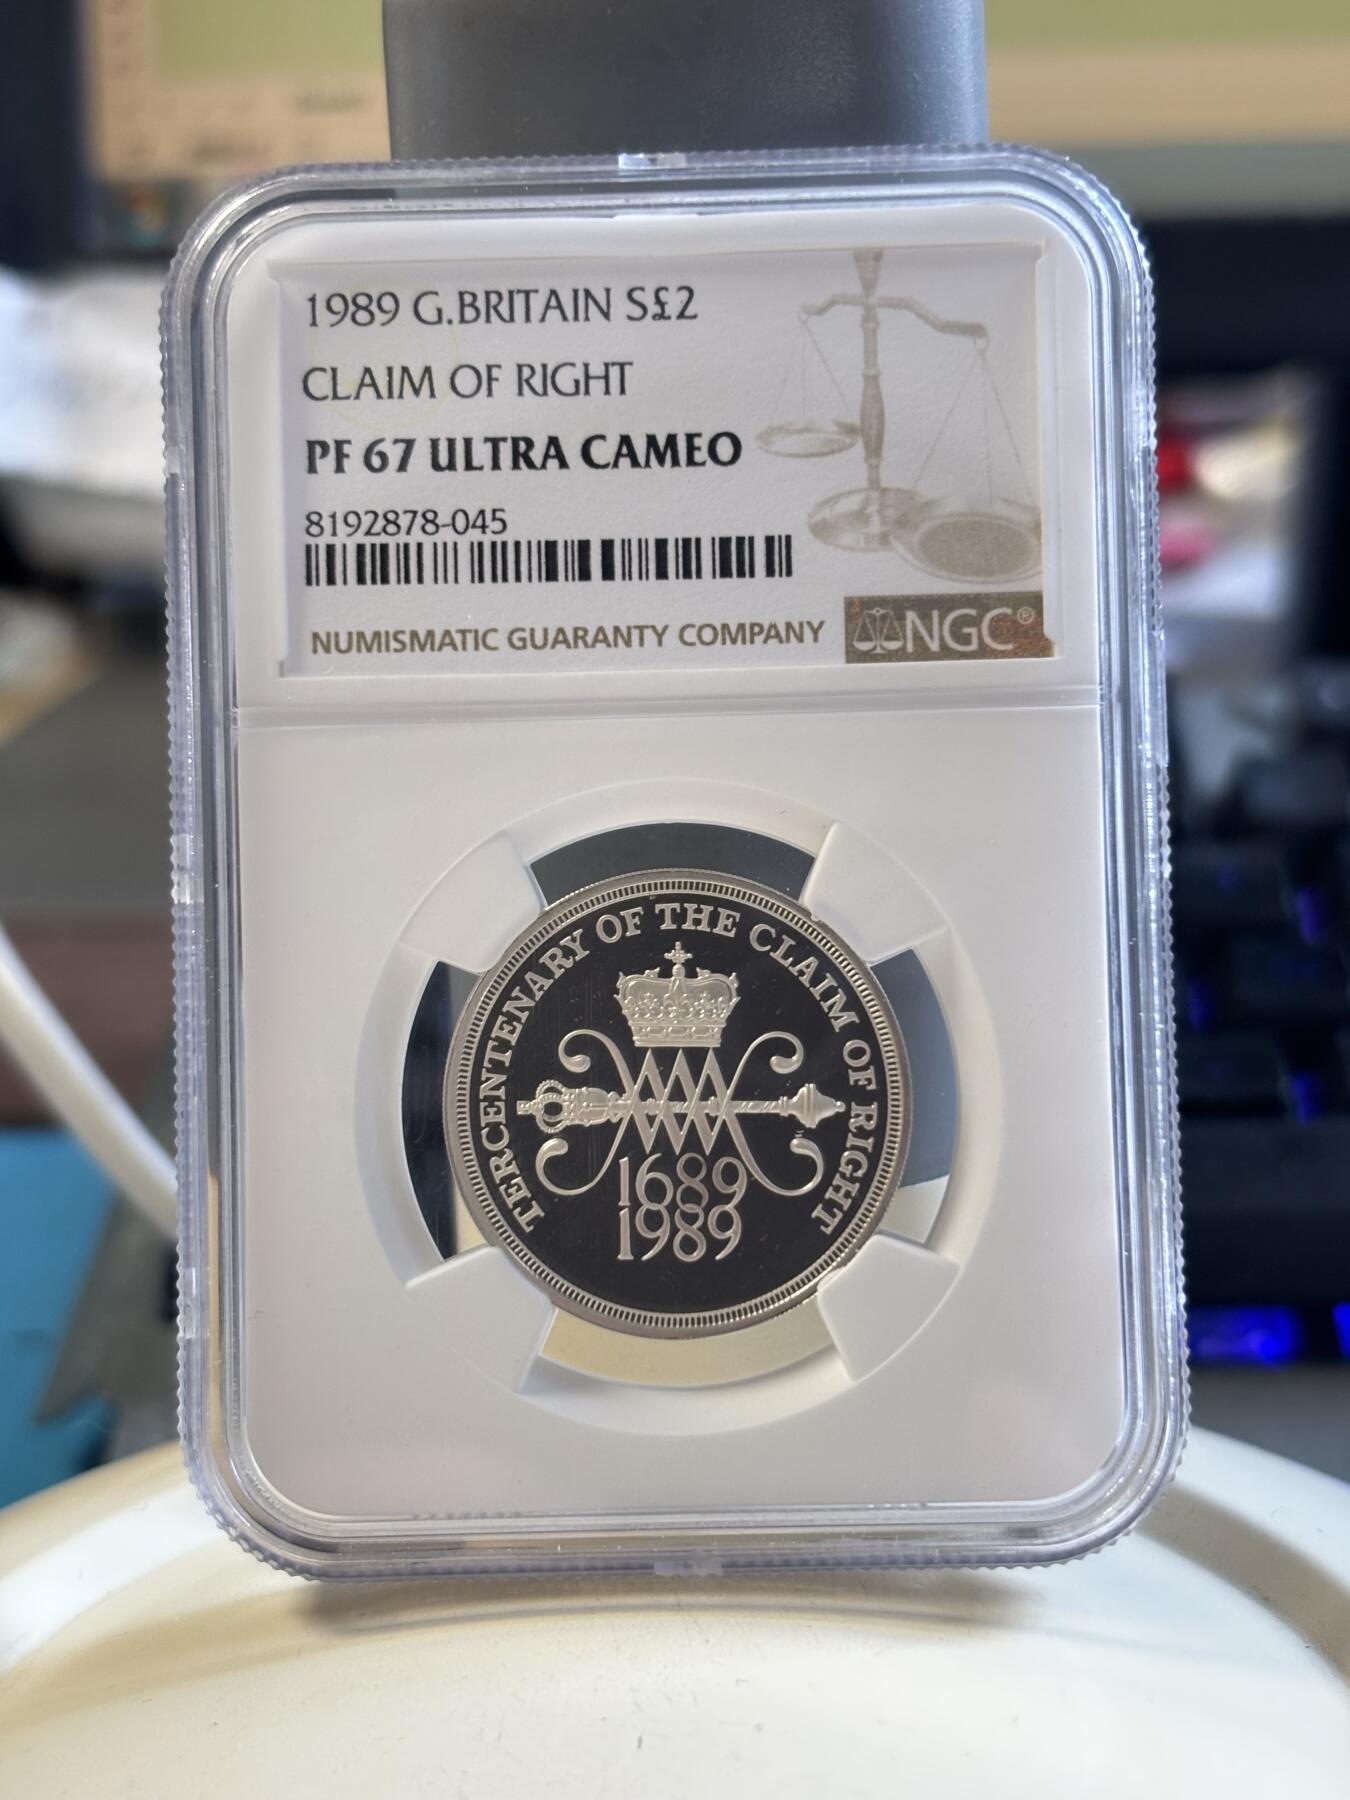 1989 G.BRITAIN S£2
CLAIM OF RIGHT
PF 67 ULTRA CAMEO
8192878-045
NUMISMATIC GUARANTY COMPANY NGC®
TERCENTENARY OF THE CLAIM OF RIGHT
1689
1989